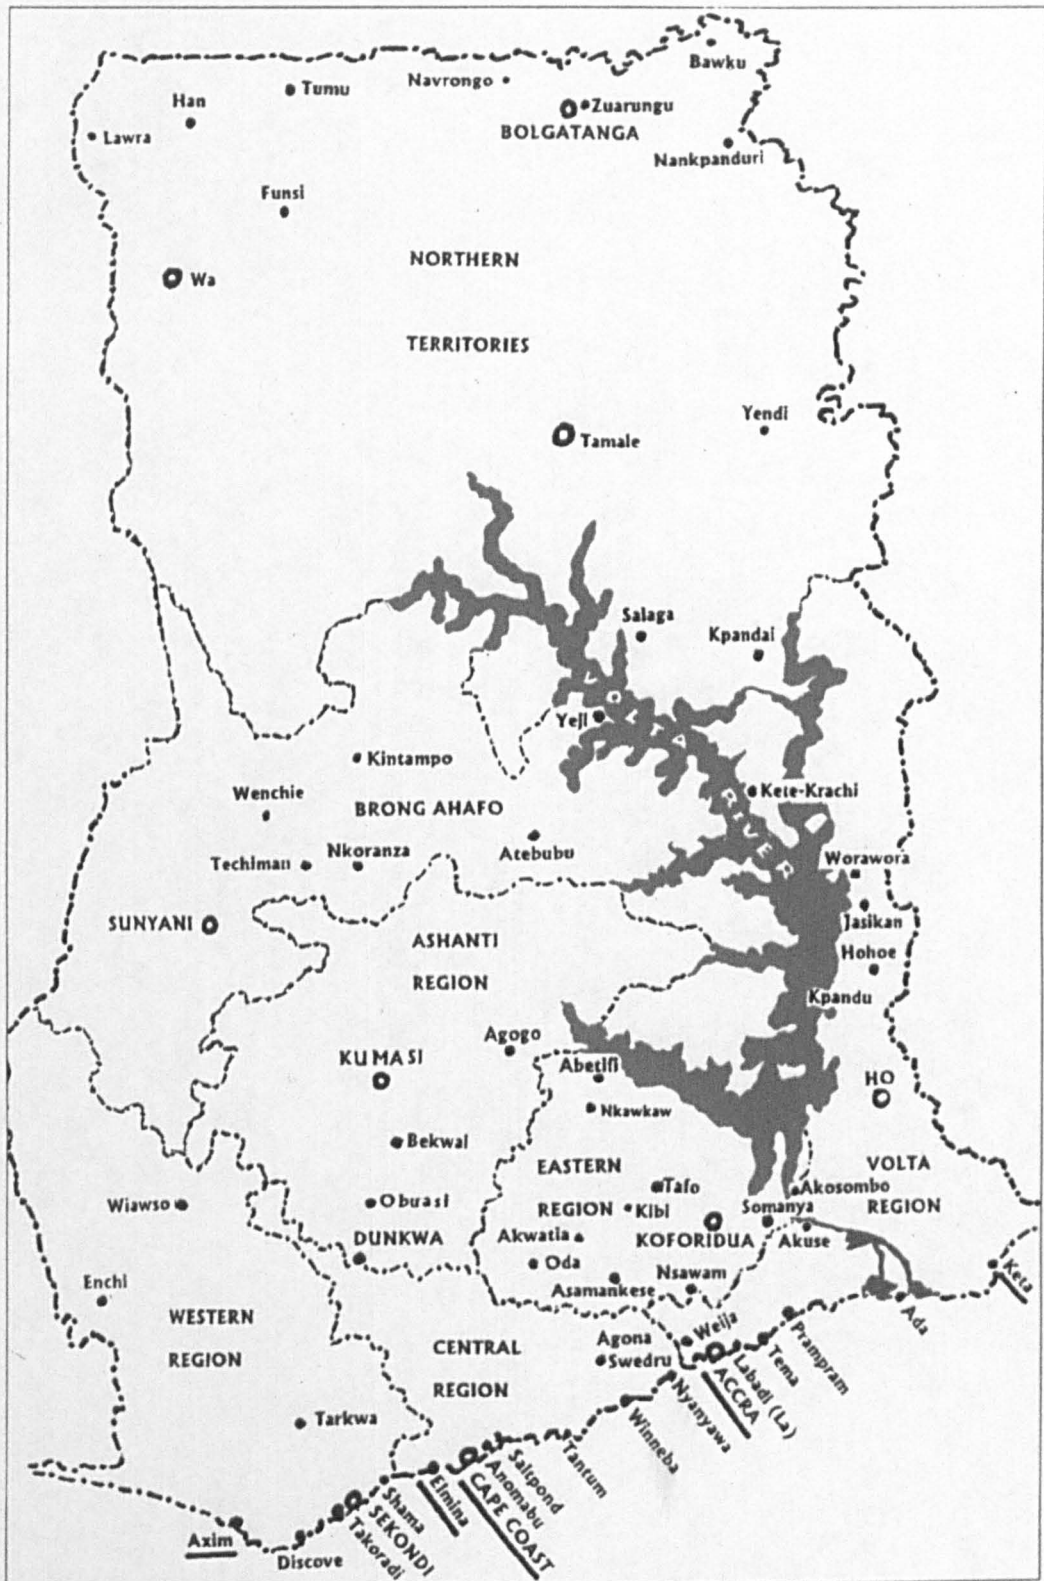 Bawku
Navrongo
Tumu
Zuarungu
Han
BOLGATANGA
Lawra
Nankpanduri
Funsi
NORTHERN
Wa
TERRITORIES
Yendi
Tamale
Salaga
Kpandai
VOLTA RIVER
Yeji
Kintampo
Kete-Krachi
Wenchie
BRONG AHAFO
Atebubu
Nkoranza
Techiman
Worawora
SUNYANI
Jasikan
ASHANTI
REGION
Hohoe
Kpandu
Agogo
KUMASI
Abetifi
HO
Nkawkaw
Bekwai
EASTERN
REGION
VOLTA
REGION
Tafo
Akosombo
Wiawso
Obuasi
Kibi
Somanya
DUNKWA
Akwatia
KOFORIDUA
Akuse
Oda
Nsawam
Keta
Enchi
Asamankese
Ada
WESTERN
REGION
Weija
Prampram
CENTRAL
REGION
Agona
Swedru
Tema
Labadi (La)
ACCRA
Nyanyawa
Winneba
Tarkwa
Tantum
Saltpond
Anomabu
CAPE COAST
Elmina
Shama
SEKONDI
Takoradi
Axim
Discove